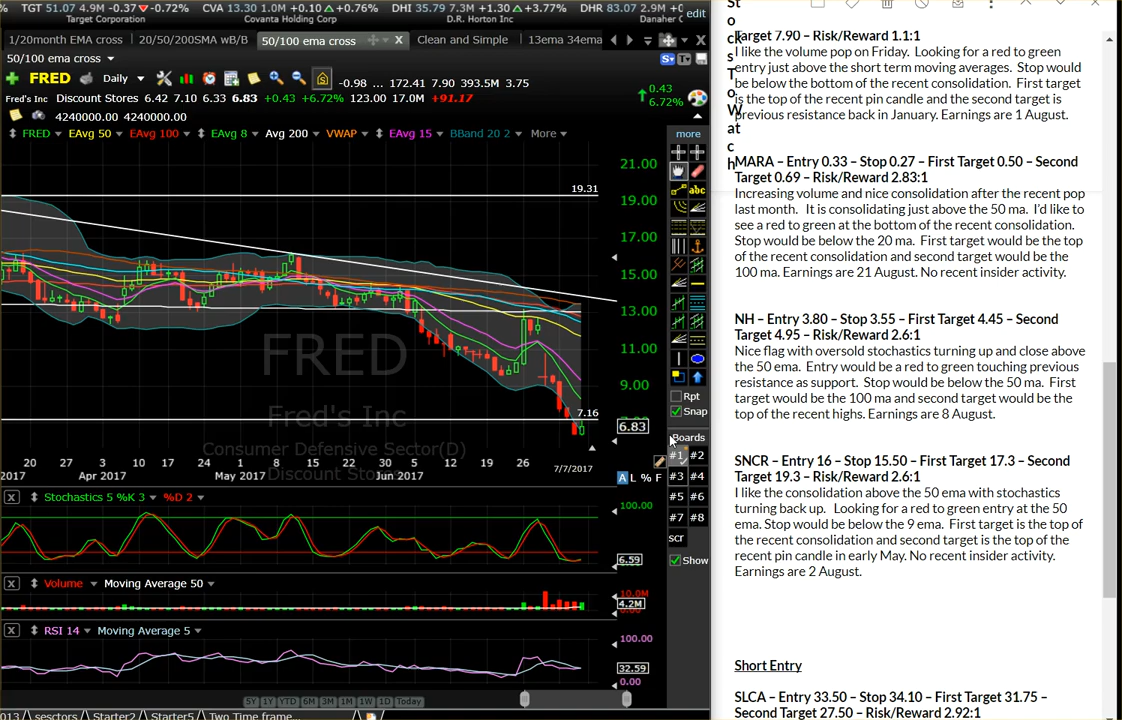 TGT 51.07 4.9M -0.37 -0.72% CVA 13.30 1.0M +0.10 +0.76% DHI 35.79 7.3M +1.30 +3.77% DHR 83.07 2.9M
Target Corporation Covanta Holding Corp D.R. Horton Inc Danaher C
edit
1/20month EMA cross 20/50/200SMA wB/B 50/100 ema cross Clean and Simple 13ema 34ema
50/100 ema cross
FRED Daily -0.98 ... 172.41 7.90 393.5M 3.75
Fred's Inc Discount Stores 6.42 7.10 6.33 6.83 +0.43 +6.72% 123.00 17.0M +91.17
0.43
6.72%
4240000.00 4240000.00
FRED EAvg 50 EAvg 100 EAvg 8 Avg 200 VWAP EAvg 15 BBand 20 2 More
more
abc
21.00
19.31
19.00
17.00
15.00
13.00
11.00
9.00
7.16
6.83
FRED
Fred's Inc
Consumer Defensive Sector(D)
Discount Stores
Rpt
Snap
Boards
#1 #2
#3 #4
#5 #6
#7 #8
scr
Show
20 27 Apr 2017 10 17 24 May 2017 8 15 22 Jun 2017 12 19 26 7/7/2017
2017
A L % F
Stochastics 5 %K 3 %D 2
100.00
6.59
Volume Moving Average 50
10.0M
4.2M
RSI 14 Moving Average 5
100.00
32.59
0.00
5Y 1Y YTD 6M 3M 1M 1W 1D Today
013 sesctors Starter2 Starter5 Two Time frame...
St
o
c
k
s
T
o
W
at
c
h
Target 7.90 – Risk/Reward 1.1:1
I like the volume pop on Friday. Looking for a red to green
entry just above the short term moving averages. Stop would
be below the bottom of the recent consolidation. First target
is the top of the recent pin candle and the second target is
previous resistance back in January. Earnings are 1 August.
MARA – Entry 0.33 – Stop 0.27 – First Target 0.50 – Second
Target 0.69 – Risk/Reward 2.83:1
Increasing volume and nice consolidation after the recent pop
last month. It is consolidating just above the 50 ma. I'd like to
see a red to green at the bottom of the recent consolidation.
Stop would be below the 20 ma. First target would be the top
of the recent consolidation and second target would be the
100 ma. Earnings are 21 August. No recent insider activity.
NH – Entry 3.80 – Stop 3.55 – First Target 4.45 – Second
Target 4.95 – Risk/Reward 2.6:1
Nice flag with oversold stochastics turning up and close above
the 50 ema. Entry would be a red to green touching previous
resistance as support. Stop would be below the 50 ma. First
target would be the 100 ma and second target would be the
top of the recent highs. Earnings are 8 August.
SNCR – Entry 16 – Stop 15.50 – First Target 17.3 – Second
Target 19.3 – Risk/Reward 2.6:1
I like the consolidation above the 50 ema with stochastics
turning back up. Looking for a red to green entry at the 50
ema. Stop would be below the 9 ema. First target is the top of
the recent consolidation and second target is the top of the
recent pin candle in early May. No recent insider activity.
Earnings are 2 August.
Short Entry
SLCA – Entry 33.50 – Stop 34.10 – First Target 31.75 –
Second Target 27.50 – Risk/Reward 2.92:1